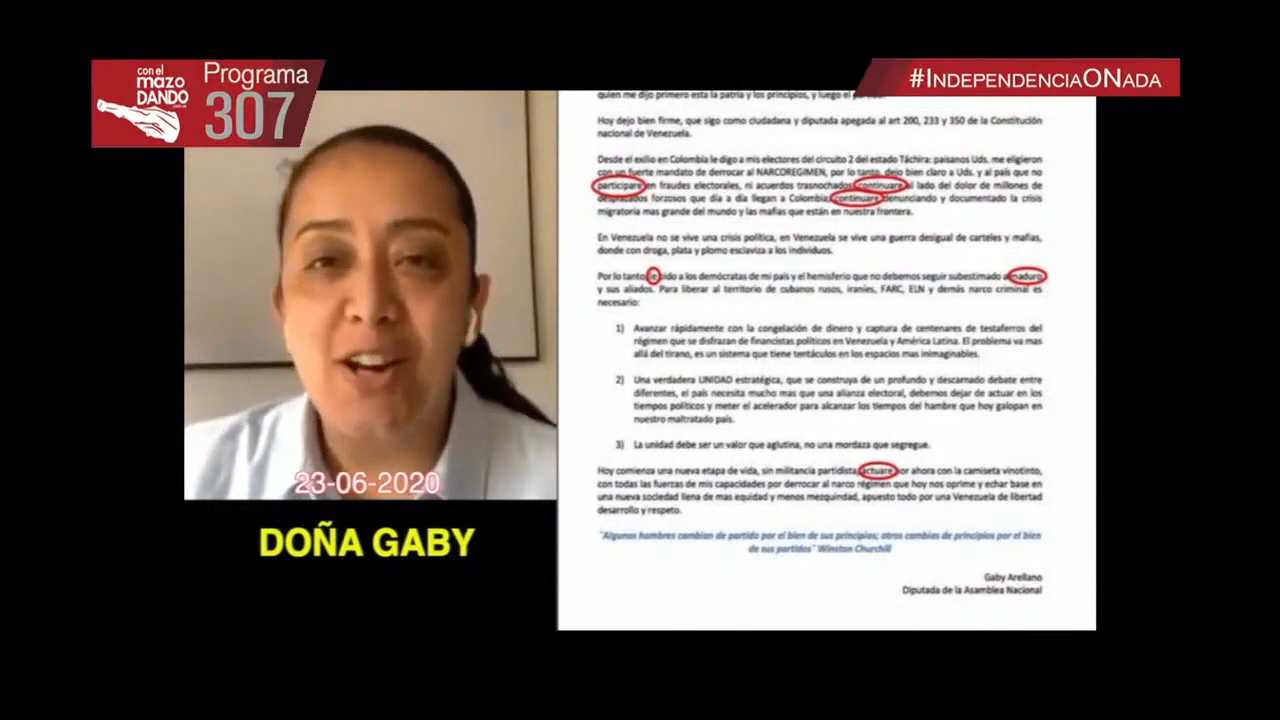 con el
mazo
DANDO
Programa
307
#INDEPENDENCIAONADA
quien me dijo primero esta la patria y los principios, y luego el
Hoy dejo bien firme, que sigo como ciudadana y diputada apegada al art 200, 233 y 350 de la Constitución
nacional de Venezuela.
Desde el exilio en Colombia le digo a mis electores del circuito 2 del estado Táchira: paisanos Uds. me eligieron
con un fuerte mandato de derrocar al NARCOREGIMEN, por lo tanto, dejo bien claro a Uds. y al país que no
participare en fraudes electorales, ni acuerdos trasnochados, continuare al lado del dolor de millones de
desplazados forzosos que día a día llegan a Colombia, continuare denunciando y documentado la crisis
migratoria mas grande del mundo y las mafias que están en nuestra frontera.
En Venezuela no se vive una crisis política, en Venezuela se vive una guerra desigual de carteles y mafias,
donde con droga, plata y plomo esclaviza a los individuos.
Por lo tanto, le pido a los demócratas de mi país y el hemisferio que no debemos seguir subestimado a maduro
y sus aliados. Para liberar al territorio de cubanos rusos, iraníes, FARC, ELN y demás narco criminal es
necesario:
1) Avanzar rápidamente con la congelación de dinero y captura de centenares de testaferros del
régimen que se disfrazan de financistas políticos en Venezuela y América Latina. El problema va mas
allá del tirano, es un sistema que tiene tentáculos en los espacios mas inimaginables.
2) Una verdadera UNIDAD estratégica, que se construya de un profundo y descarnado debate entre
diferentes, el país necesita mucho mas que una alianza electoral, debemos dejar de actuar en los
tiempos políticos y meter el acelerador para alcanzar los tiempos del hambre que hoy galopan en
nuestro maltratado país.
3) La unidad debe ser un valor que aglutina, no una mordaza que segregue.
Hoy comienza una nueva etapa de vida, sin militancia partidista, actuare por ahora con la camiseta vinotinto,
con todas las fuerzas de mis capacidades por derrocar al narco régimen que hoy nos oprime y echar base en
una nueva sociedad llena de mas equidad y menos mezquindad, apuesto todo por una Venezuela de libertad
desarrollo y respeto.
"Algunos hombres cambian de partido por el bien de sus principios; otros cambias de principios por el bien
de sus partidos" Winston Churchill
Gaby Arellano
Diputada de la Asamblea Nacional
23-06-2020
DOÑA GABY